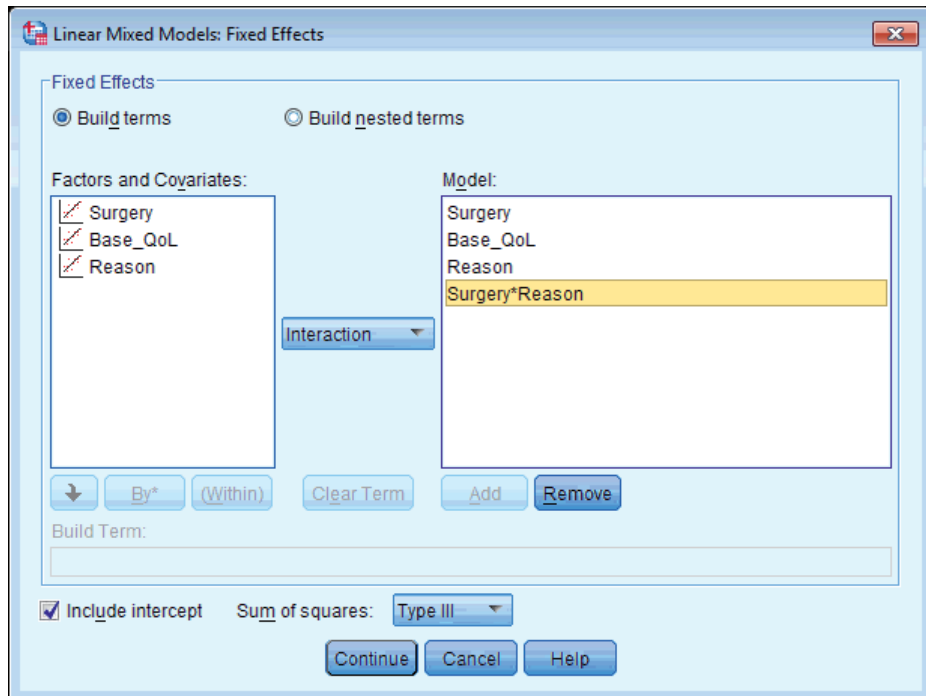 Linear Mixed Models: Fixed Effects
Fixed Effects
Build terms
Build nested terms
Factors and Covariates:
Surgery
Base_QoL
Reason
Interaction
Model:
Surgery
Base_QoL
Reason
Surgery*Reason
By*
(Within)
Clear Term
Add
Remove
Build Term:
Include intercept
Sum of squares:
Type III
Continue
Cancel
Help